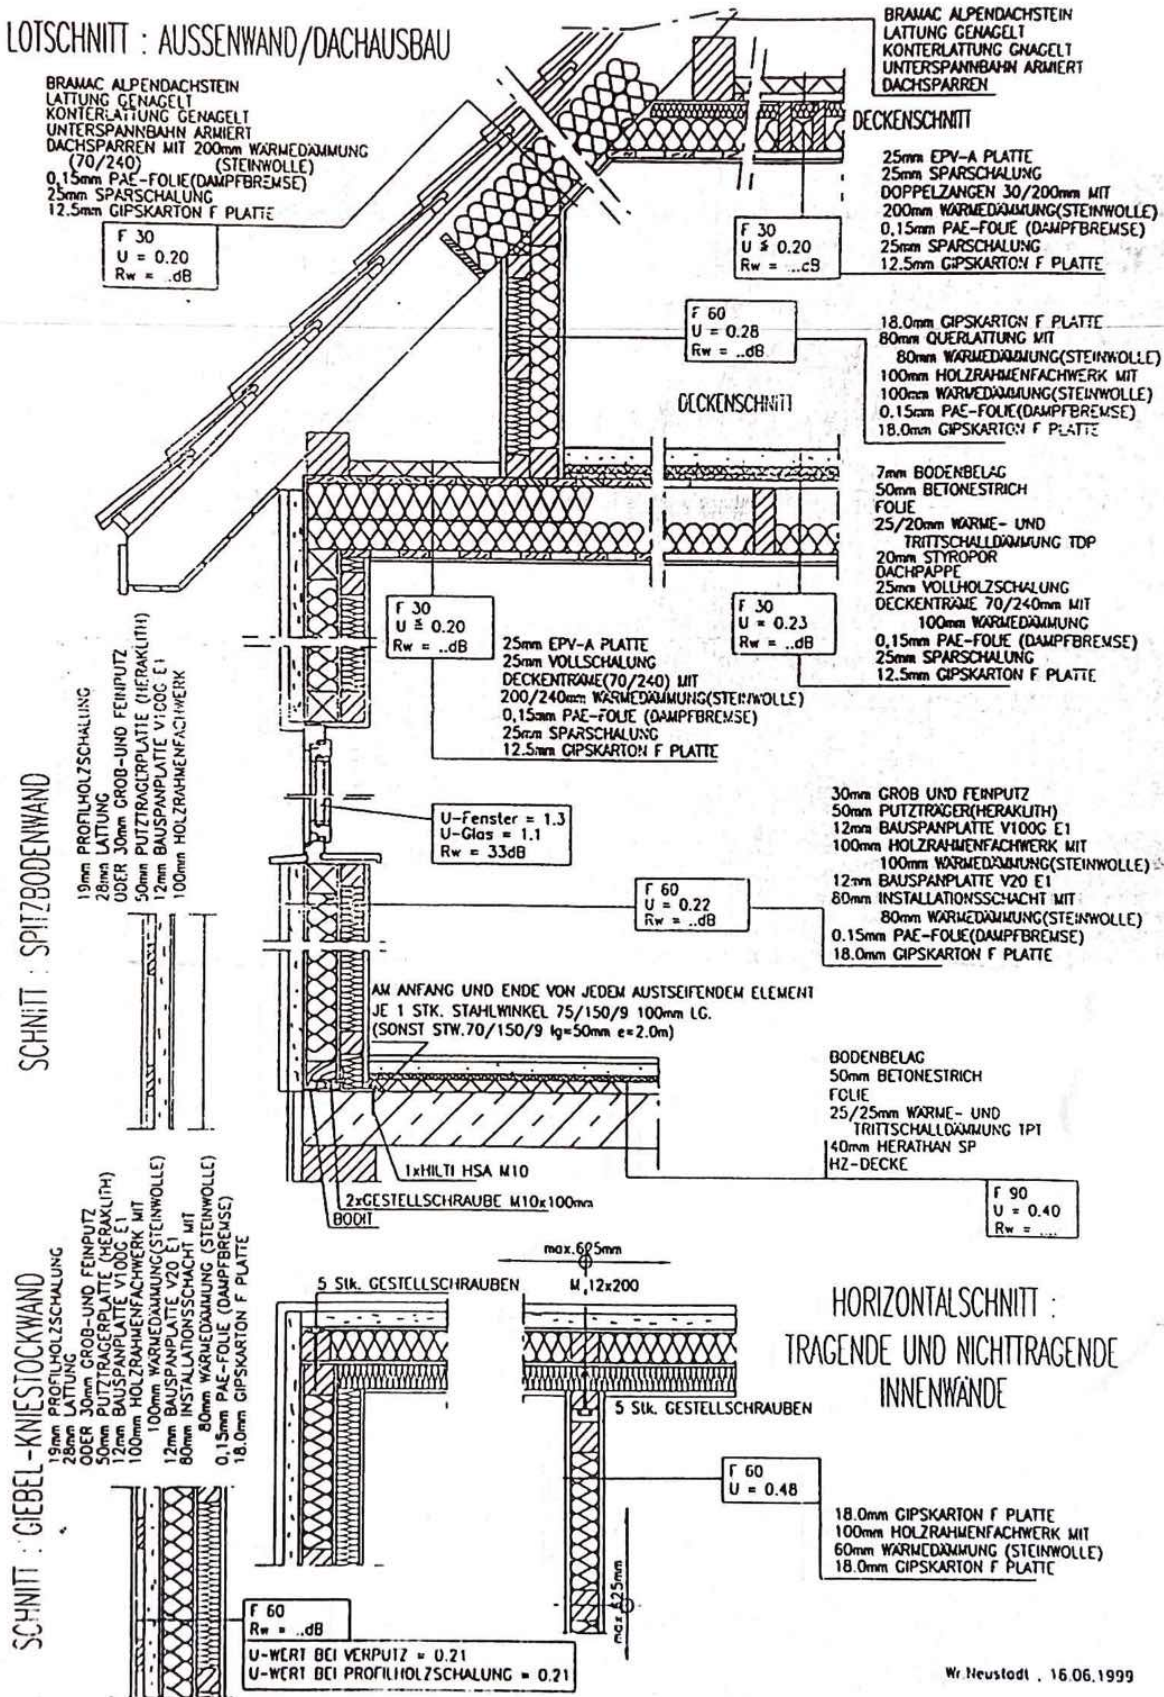 LOTSCHNITT : AUSSENWAND/DACHAUSBAU
BRAMAC ALPENDACHSTEIN
LATTUNG GENAGELT
KONTERLATTUNG GENAGELT
UNTERSPANNBAHN ARMIERT
DACHSPARREN MIT 200mm WÄRMEDÄMMUNG
(70/240) (STEINWOLLE)
0,15mm PAE-FOLIE(DAMPFBREMSE)
25mm SPARSCHALUNG
12.5mm GIPSKARTON F PLATTE
F 30
U = 0.20
Rw = ..dB
BRAMAC ALPENDACHSTEIN
LATTUNG GENAGELT
KONTERLATTUNG GNAGELT
UNTERSPANNBAHN ARMIERT
DACHSPARREN
DECKENSCHNITT
25mm EPV-A PLATTE
25mm SPARSCHALUNG
DOPPELZANGEN 30/200mm MIT
200mm WÄRMEDÄMMUNG(STEINWOLLE)
0,15mm PAE-FOLIE (DAMPFBREMSE)
25mm SPARSCHALUNG
12.5mm GIPSKARTON F PLATTE
F 30
U ≦ 0.20
Rw = ...dB
F 60
U = 0.28
Rw = ..dB
18.0mm GIPSKARTON F PLATTE
80mm QUERLATTUNG MIT
80mm WÄRMEDÄMMUNG(STEINWOLLE)
100mm HOLZRAHMENFACHWERK MIT
100mm WÄRMEDÄMMUNG(STEINWOLLE)
0.15mm PAE-FOLIE(DAMPFBREMSE)
18.0mm GIPSKARTON F PLATTE
DECKENSCHNITT
7mm BODENBELAG
50mm BETONESTRICH
FOLIE
25/20mm WÄRME- UND
TRITTSCHALLDÄMMUNG TDP
20mm STYROPOR
DACHPAPPE
25mm VOLLHOLZSCHALUNG
DECKENTRÄME 70/240mm MIT
100mm WÄRMEDÄMMUNG
0,15mm PAE-FOLIE (DAMPFBREMSE)
25mm SPARSCHALUNG
12.5mm GIPSKARTON F PLATTE
F 30
U = 0.23
Rw = ..dB
F 30
U ≦ 0.20
Rw = ..dB
25mm EPV-A PLATTE
25mm VOLLSCHALUNG
DECKENTRÄME(70/240) MIT
200/240mm WÄRMEDÄMMUNG(STEINWOLLE)
0,15mm PAE-FOLIE (DAMPFBREMSE)
25mm SPARSCHALUNG
12.5mm GIPSKARTON F PLATTE
SCHNITT : SPITZBODENWAND
19mm PROFILHOLZSCHALUNG
28mm LATTUNG
ODER 30mm GROB-UND FEINPUTZ
50mm PUTZTRÄGERPLATTE (HERAKLITH)
12mm BAUSPANPLATTE V100G E1
100mm HOLZRAHMENFACHWERK
U-Fenster = 1.3
U-Glas = 1.1
Rw = 33dB
F 60
U = 0.22
Rw = ..dB
30mm GROB UND FEINPUTZ
50mm PUTZTRÄGER(HERAKLITH)
12mm BAUSPANPLATTE V100G E1
100mm HOLZRAHMENFACHWERK MIT
100mm WÄRMEDÄMMUNG(STEINWOLLE)
12mm BAUSPANPLATTE V20 E1
80mm INSTALLATIONSSCHACHT MIT
80mm WÄRMEDÄMMUNG(STEINWOLLE)
0.15mm PAE-FOLIE(DAMPFBREMSE)
18.0mm GIPSKARTON F PLATTE
AM ANFANG UND ENDE VON JEDEM AUSTSEIFENDEM ELEMENT
JE 1 STK. STAHLWINKEL 75/150/9 100mm LG.
(SONST STW.70/150/9 lg=50mm e=2.0m)
BODENBELAG
50mm BETONESTRICH
FOLIE
25/25mm WÄRME- UND
TRITTSCHALLDÄMMUNG TPT
40mm HERATHAN SP
HZ-DECKE
F 90
U = 0.40
Rw = ....
1xHILTI HSA M10
2xGESTELLSCHRAUBE M10x100mm
BODIT
SCHNITT : GIEBEL-KNIESTOCKWAND
19mm PROFILHOLZSCHALUNG
28mm LATTUNG
ODER 30mm GROB-UND FEINPUTZ
50mm PUTZTRÄGERPLATTE (HERAKLITH)
12mm BAUSPANPLATTE V100G E1
100mm HOLZRAHMENFACHWERK MIT
100mm WÄRMEDÄMMUNG(STEINWOLLE)
12mm BAUSPANPLATTE V20 E1
80mm INSTALLATIONSSCHACHT MIT
80mm WÄRMEDÄMMUNG (STEINWOLLE)
0,15mm PAE-FOLIE (DAMPFBREMSE)
18.0mm GIPSKARTON F PLATTE
max.625mm
5 Stk. GESTELLSCHRAUBEN
M 12x200
HORIZONTALSCHNITT :
TRAGENDE UND NICHTTRAGENDE
INNENWÄNDE
5 Stk. GESTELLSCHRAUBEN
F 60
U = 0.48
18.0mm GIPSKARTON F PLATTE
100mm HOLZRAHMENFACHWERK MIT
60mm WÄRMEDÄMMUNG (STEINWOLLE)
18.0mm GIPSKARTON F PLATTE
max.625mm
F 60
Rw = ..dB
U-WERT BEI VERPUTZ = 0.21
U-WERT BEI PROFILHOLZSCHALUNG = 0.21
Wr.Neustadt , 16.06.1999